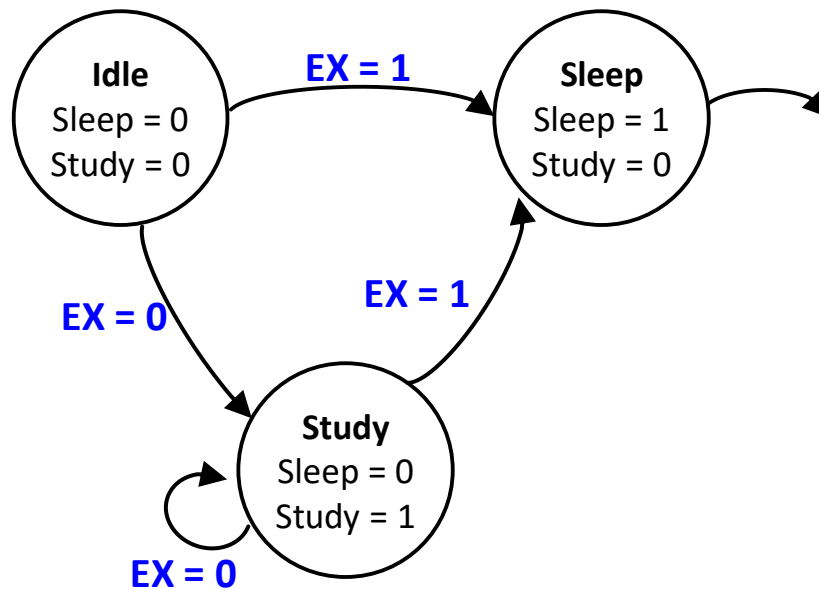 Idle
Sleep = 0
Study = 0
EX = 1
Sleep
Sleep = 1
Study = 0
EX = 0
EX = 1
Study
Sleep = 0
Study = 1
EX = 0